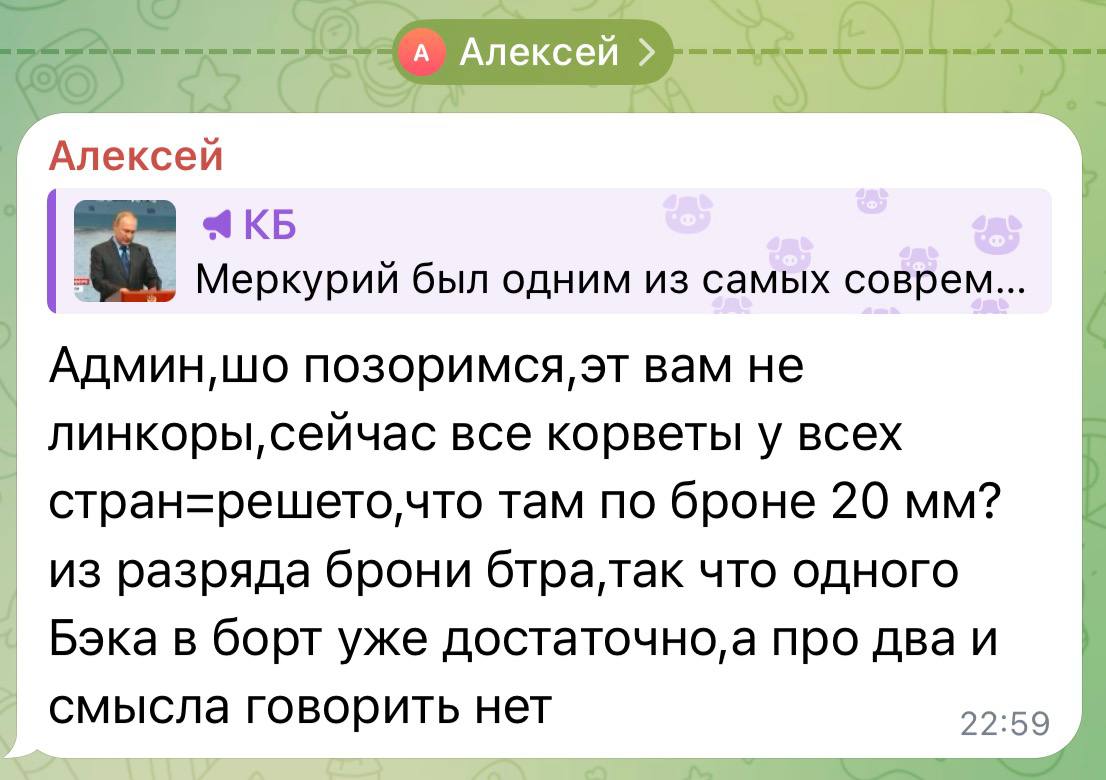 А Алексей
Алексей
КБ
Меркурий был одним из самых соврем...
Админ,шо позоримся,эт вам не
линкоры,сейчас все корветы у всех
стран=решето,что там по броне 20 мм?
из разряда брони бтра,так что одного
Бэка в борт уже достаточно,а про два и
смысла говорить нет
22:59